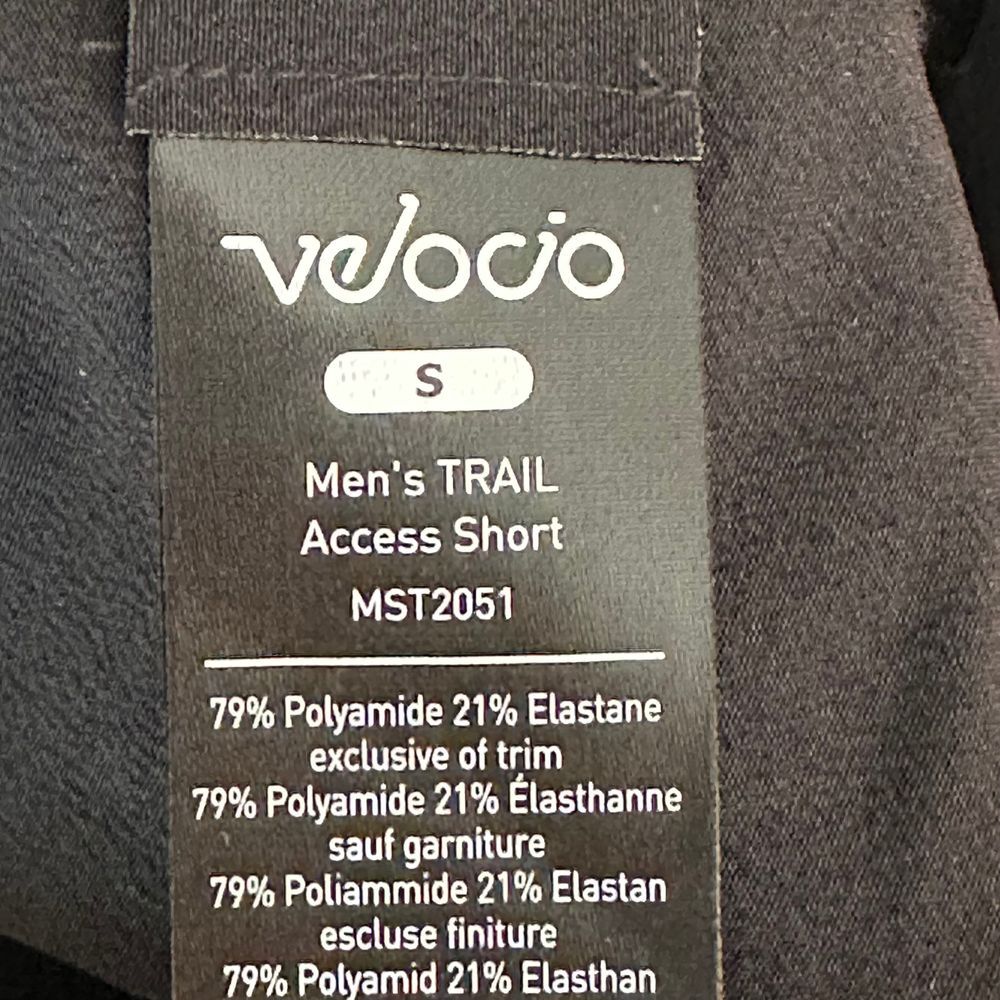 velocio
S
Men's TRAIL
Access Short
MST2051
79% Polyamide 21% Elastane
exclusive of trim
79% Polyamide 21% Élasthanne
sauf garniture
79% Poliammide 21% Elastan
escluse finiture
79% Polyamid 21% Elasthan